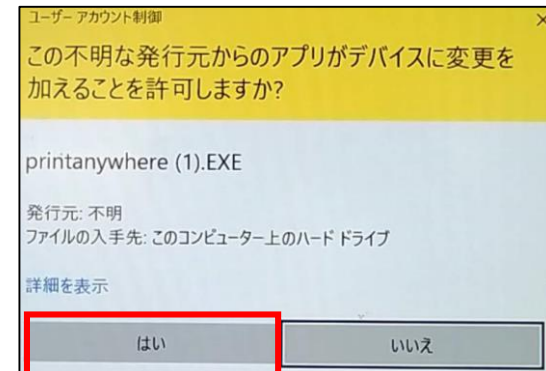 ユーザー アカウント制御
この不明な発行元からのアプリがデバイスに変更を
加えることを許可しますか?
printanywhere (1).EXE
発行元: 不明
ファイルの入手先: このコンピューター上のハード ドライブ
詳細を表示
はい
いいえ